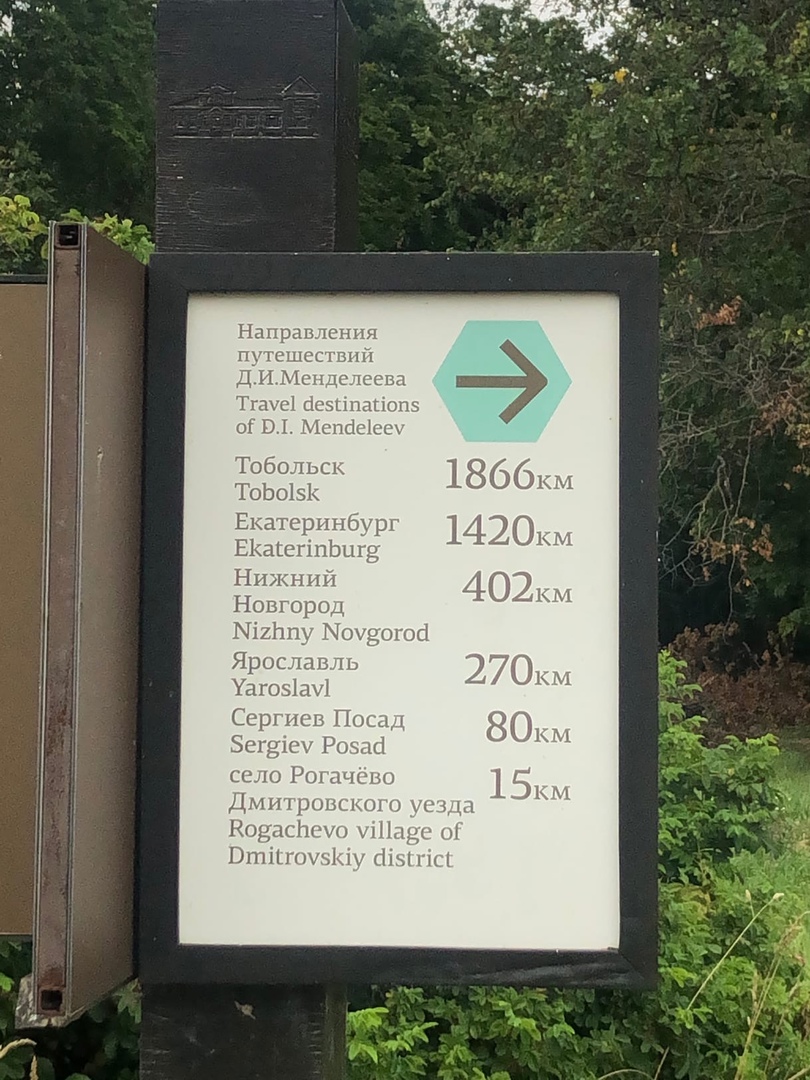 Направления
путешествий
Д.И.Менделеева
Travel destinations
of D.I. Mendeleev
Тобольск 1866км
Tobolsk
Екатеринбург 1420км
Ekaterinburg
Нижний 402км
Новгород
Nizhny Novgorod
Ярославль 270км
Yaroslavl
Сергиев Посад 80км
Sergiev Posad
село Рогачёво 15км
Дмитровского уезда
Rogachevo village of
Dmitrovskiy district